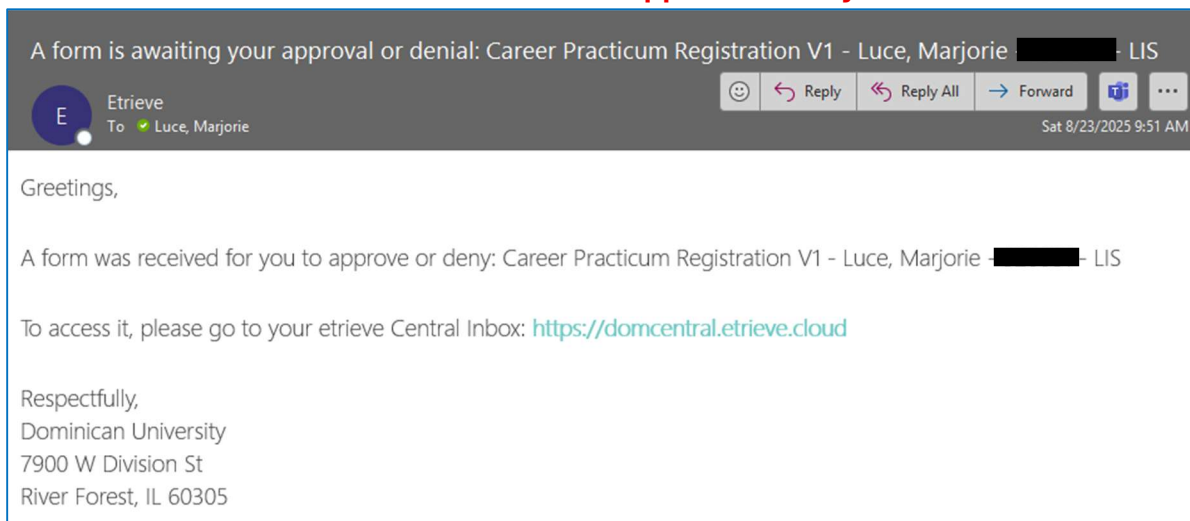 A form is awaiting your approval or denial: Career Practicum Registration V1 - Luce, Marjorie - - LIS
E
Etrieve
To Luce, Marjorie
Reply
Reply All
Forward
...
Sat 8/23/2025 9:51 AM
Greetings,
A form was received for you to approve or deny: Career Practicum Registration V1 - Luce, Marjorie - - LIS
To access it, please go to your etrieve Central Inbox: https://domcentral.etrieve.cloud
Respectfully,
Dominican University
7900 W Division St
River Forest, IL 60305